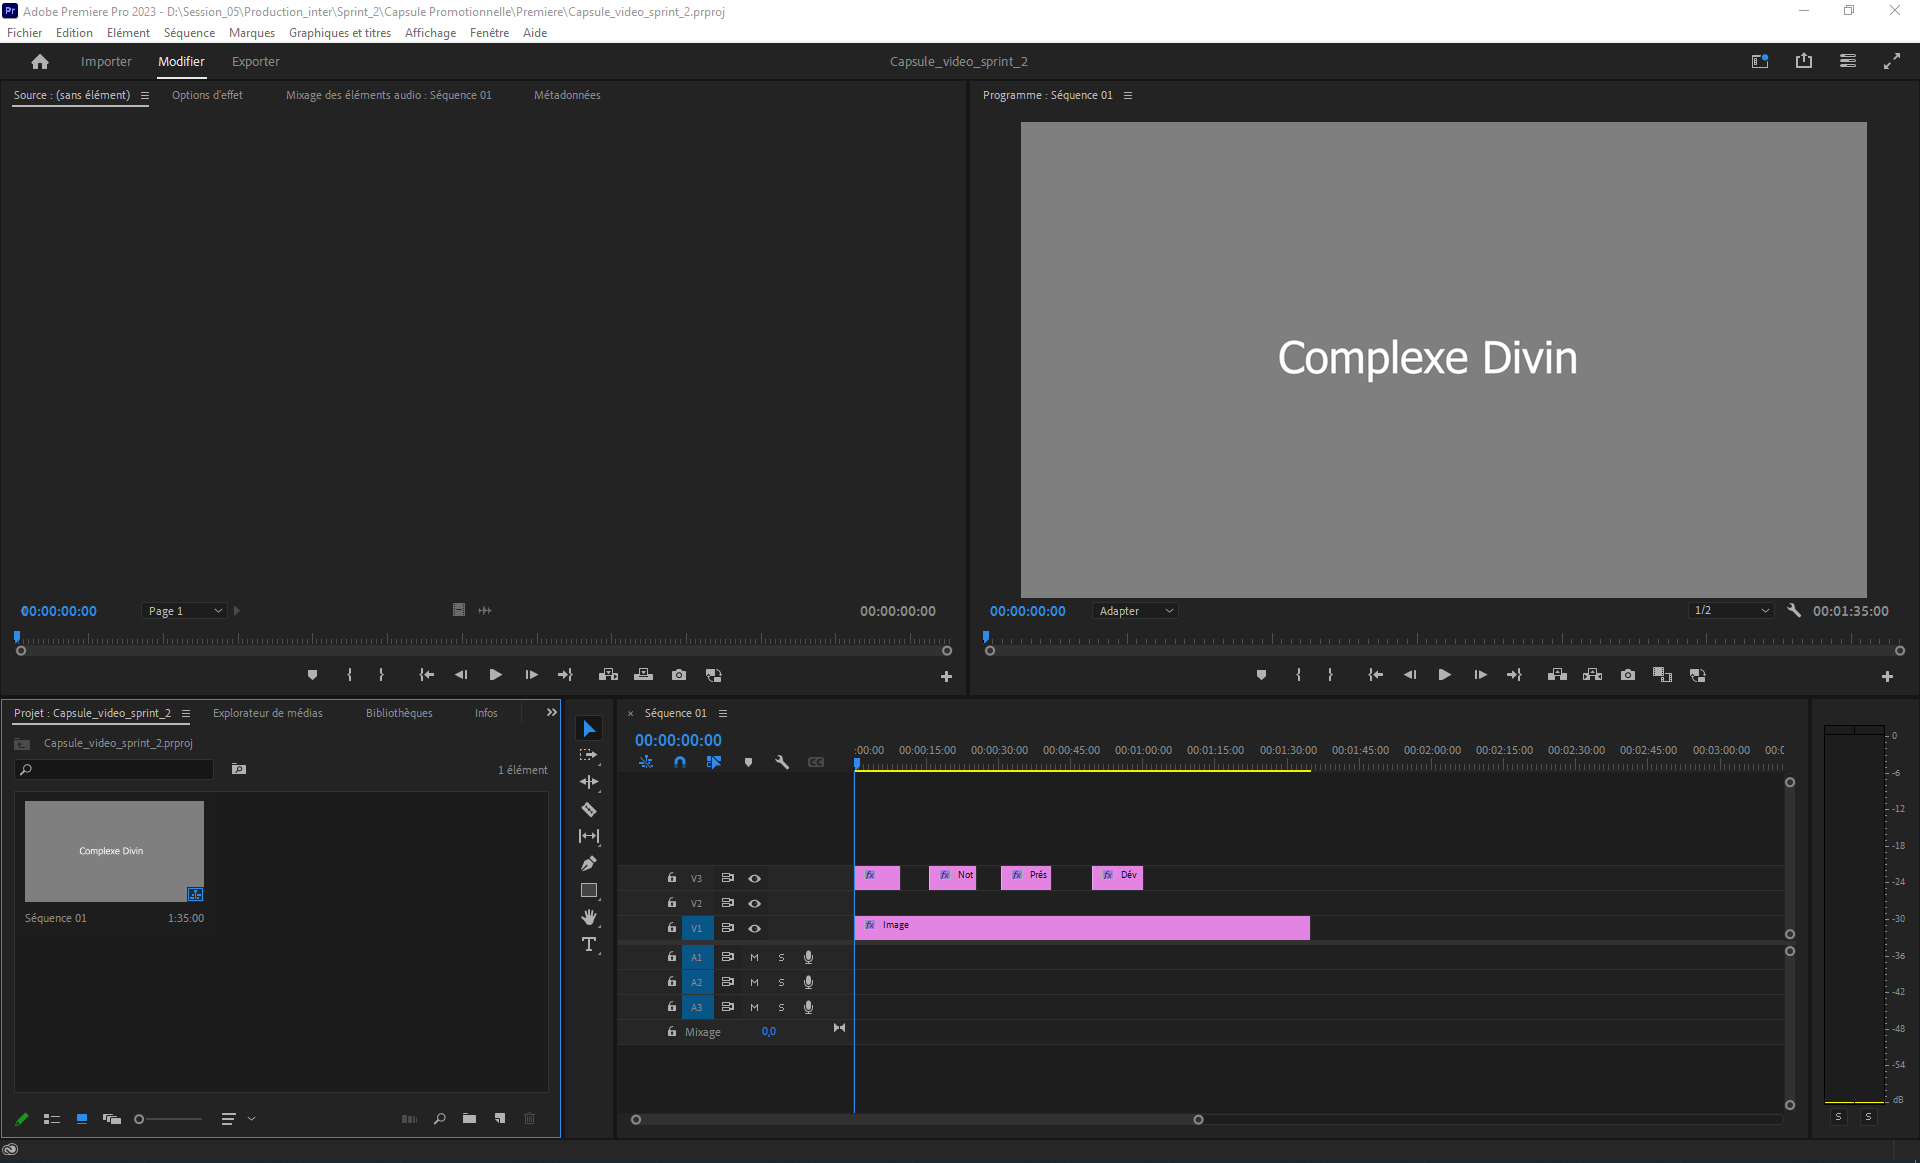 Adobe Premiere Pro 2023 - D:\Session_05\Production_inter\Sprint_2\Capsule Promotionnelle\Premiere\Capsule_video_sprint_2.prproj
Fichier Edition Elément Séquence Marques Graphiques et titres Affichage Fenêtre Aide
Importer Modifier Exporter Capsule_video_sprint_2
Source : (sans élément) Options d'effet Mixage des éléments audio : Séquence 01 Métadonnées
Programme : Séquence 01
Complexe Divin
00:00:00:00 Page 1 00:00:00:00
00:00:00:00 Adapter 1/2 00:01:35:00
Projet : Capsule_video_sprint_2 Explorateur de médias Bibliothèques Infos
Capsule_video_sprint_2.prproj
1 élément
Complexe Divin
Séquence 01 1:35:00
× Séquence 01
00:00:00:00
:00:00 00:00:15:00 00:00:30:00 00:00:45:00 00:01:00:00 00:01:15:00 00:01:30:00 00:01:45:00 00:02:00:00 00:02:15:00 00:02:30:00 00:02:45:00 00:03:00:00 00:0
V3 fx fx Not fx Prés fx Dév
V2
V1 fx Image
A1 M S
A2 M S
A3 M S
Mixage 0,0
0
-6
-12
-18
-24
-30
-36
-42
-48
-54
dB
S S